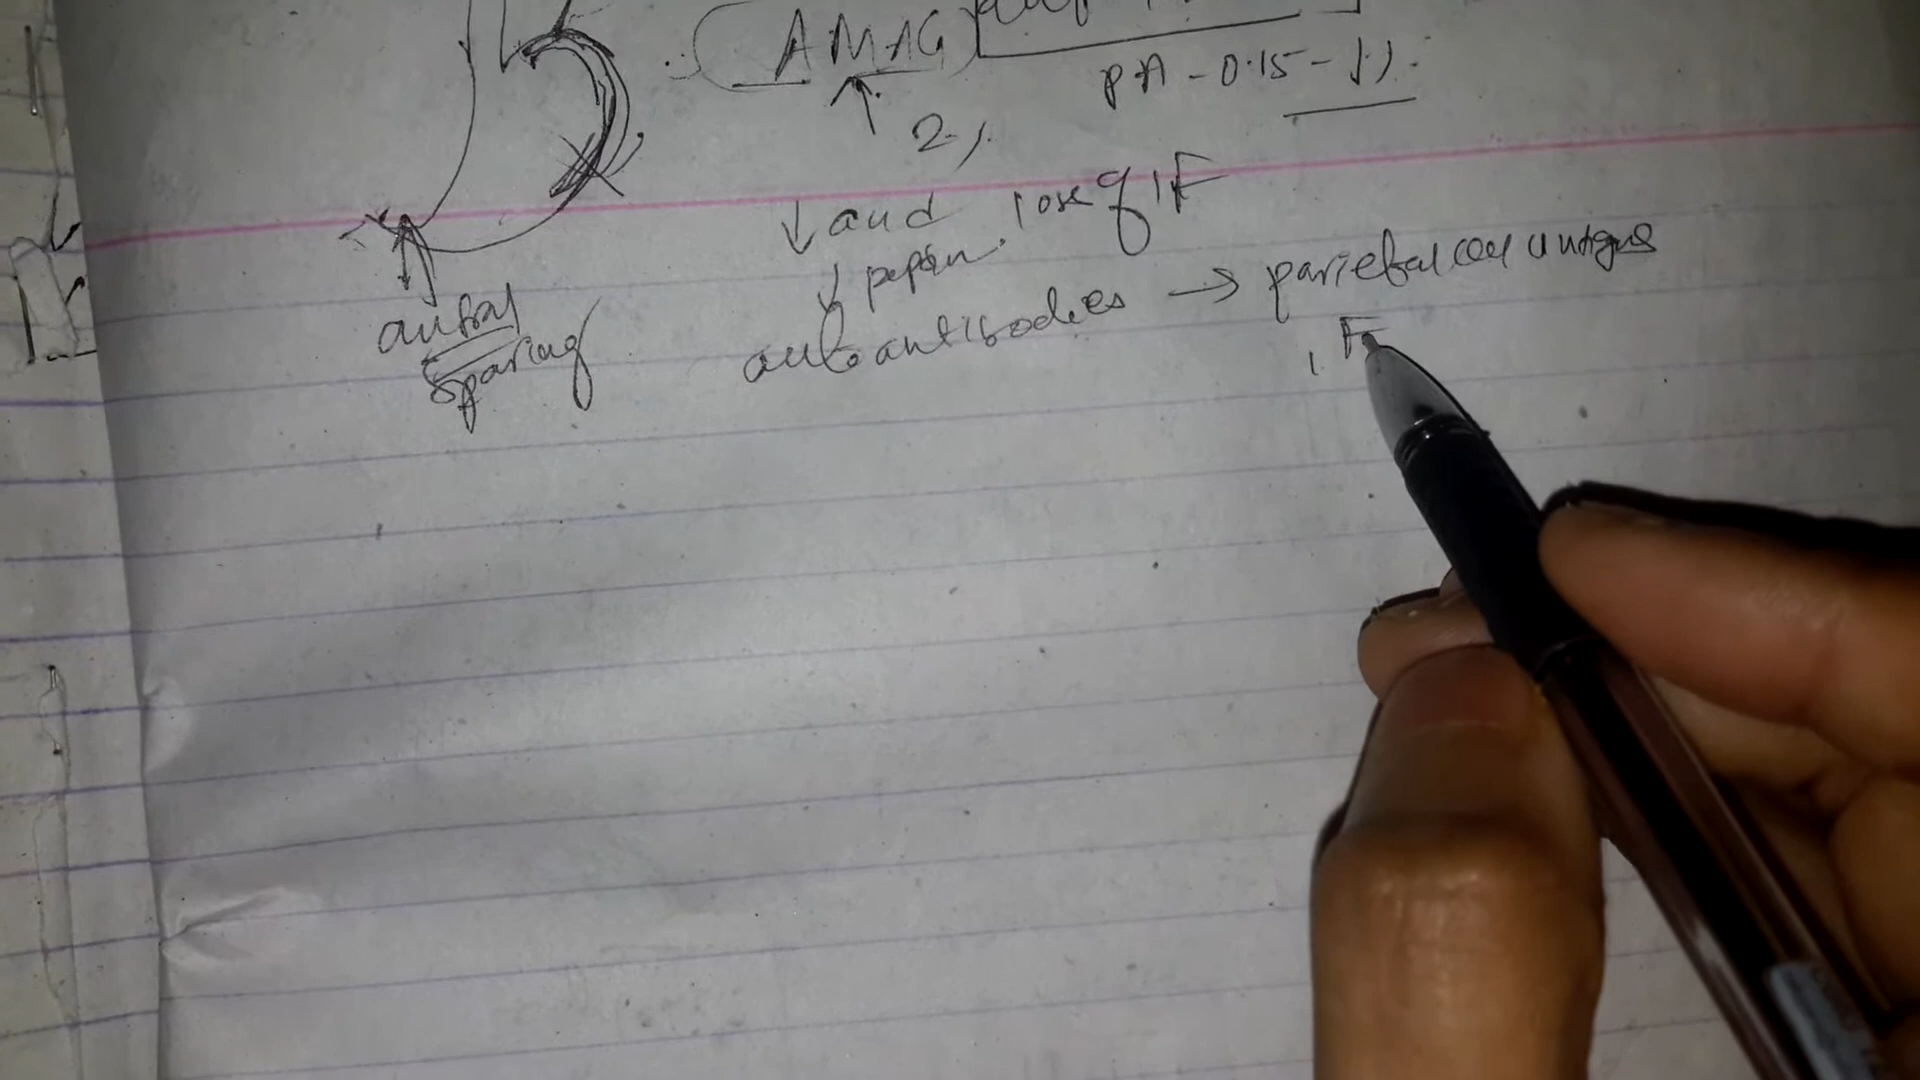 AMAG
PA - 0.15 - 1%
2%
↓ acid loss of IF
↓ pepsin
autoantibodies → parietal cell antigens
IF
antral
sparing